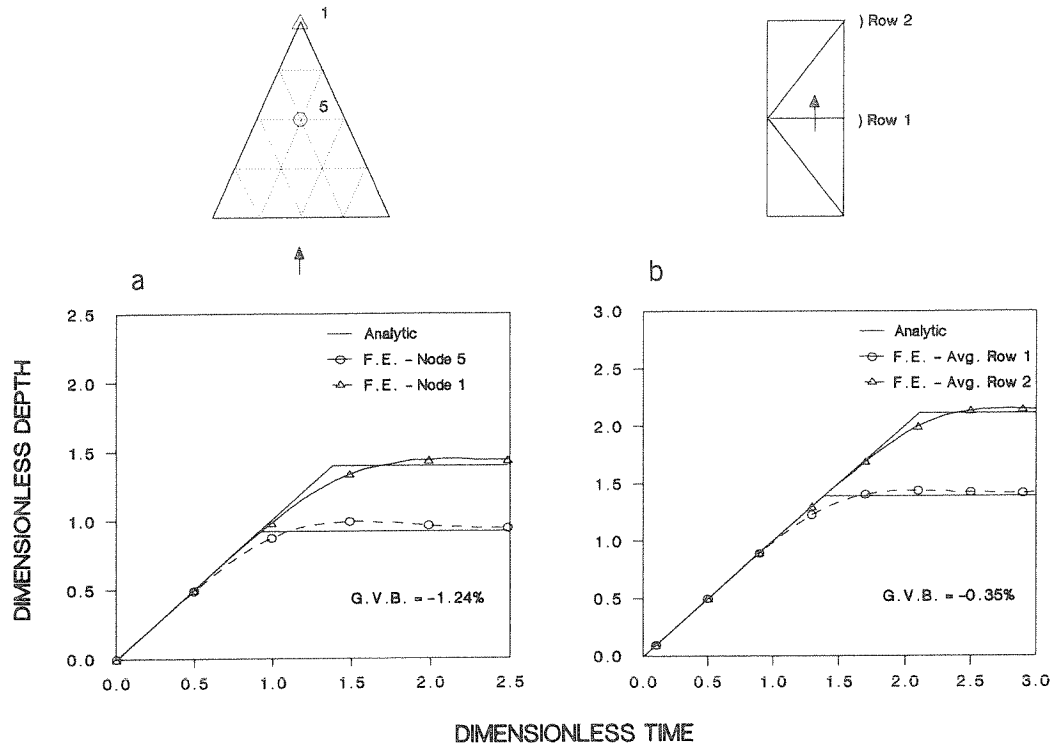 1
5
) Row 2
) Row 1
a
b
DIMENSIONLESS DEPTH
2.5
2.0
1.5
1.0
0.5
0.0
Analytic
F.E. - Node 5
F.E. - Node 1
G.V.B. = -1.24%
0.0 0.5 1.0 1.5 2.0 2.5
3.0
2.5
2.0
1.5
1.0
0.5
0.0
Analytic
F.E. - Avg. Row 1
F.E. - Avg. Row 2
G.V.B. = -0.35%
0.0 0.5 1.0 1.5 2.0 2.5 3.0
DIMENSIONLESS TIME